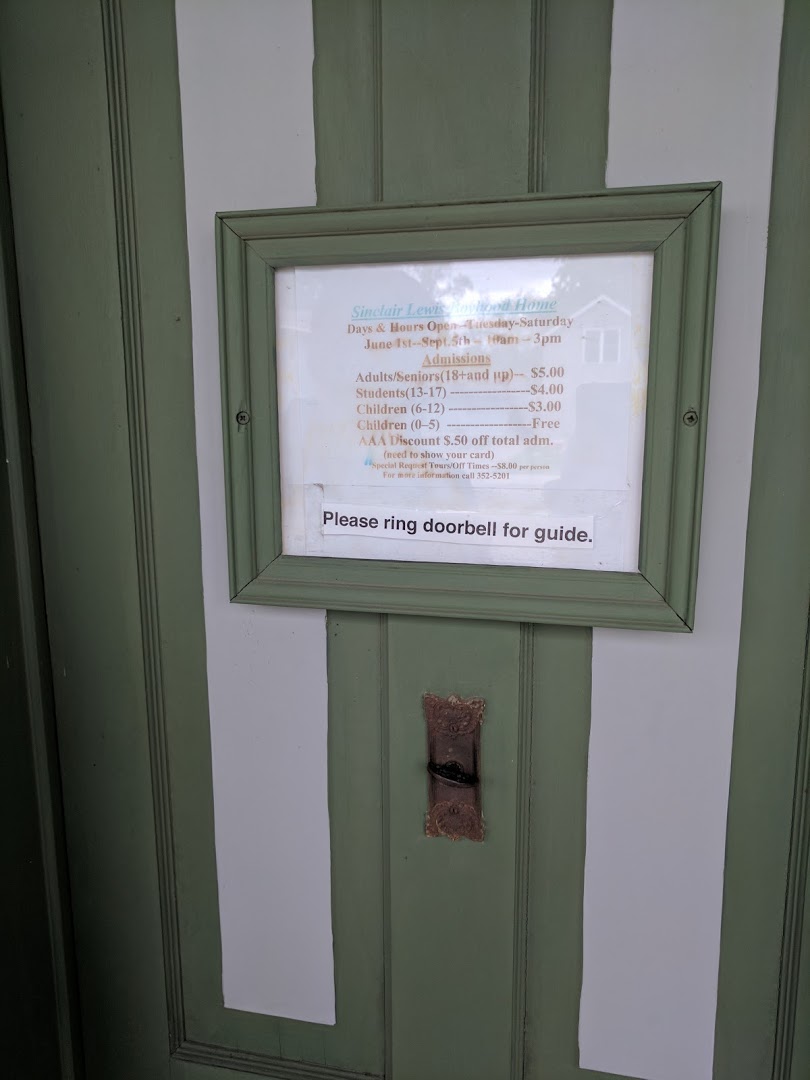 Sinclair Lewis Boyhood Home
Days & Hours Open--Tuesday-Saturday
June 1st--Sept.5th -- 10am -- 3pm
Admissions
Adults/Seniors(18+and up)-- $5.00
Students(13-17) -----------------$4.00
Children (6-12) -----------------$3.00
Children (0–5) ------------------Free
AAA Discount $.50 off total adm.
(need to show your card)
"Special Request Tours/Off Times --$8.00 per person
For more information call 352-5201
Please ring doorbell for guide.